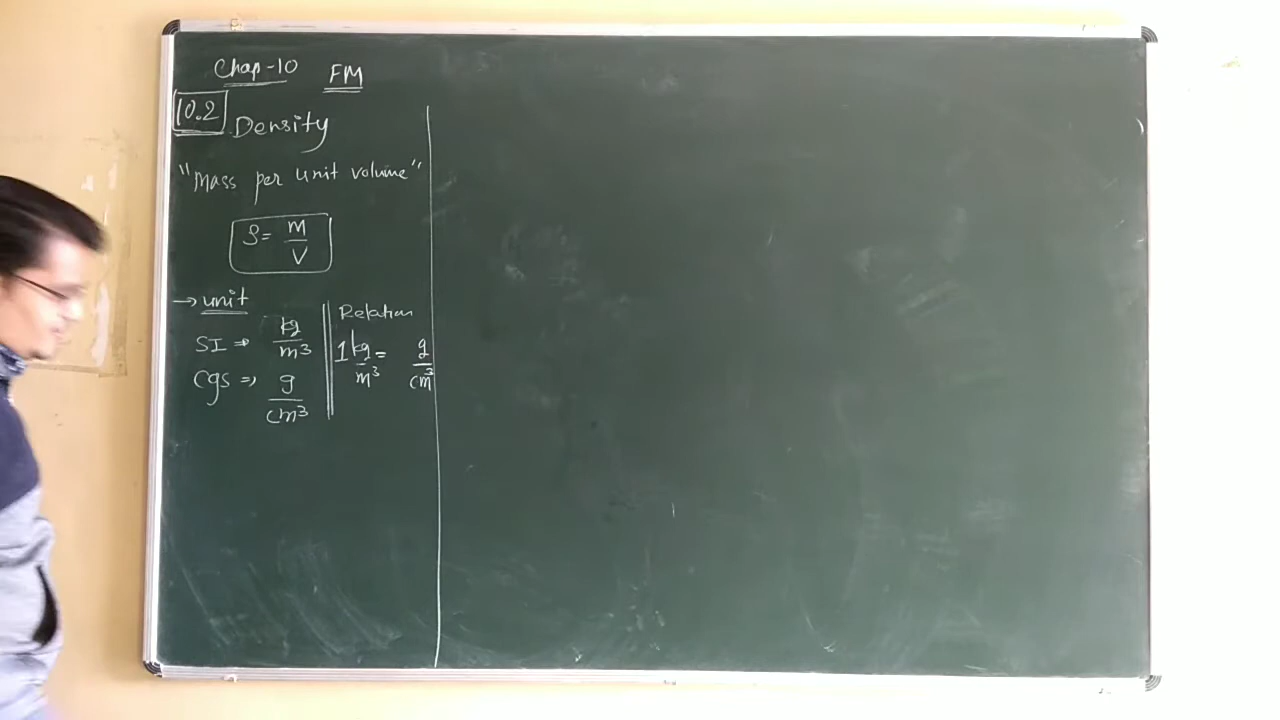 Chap-10 FM
10.2 Density
"Mass per unit volume"
ρ = m/V
→ unit
SI ⇒ kg/m³
Cgs ⇒ g/cm³
Relation
1 kg/m³ = g/cm³